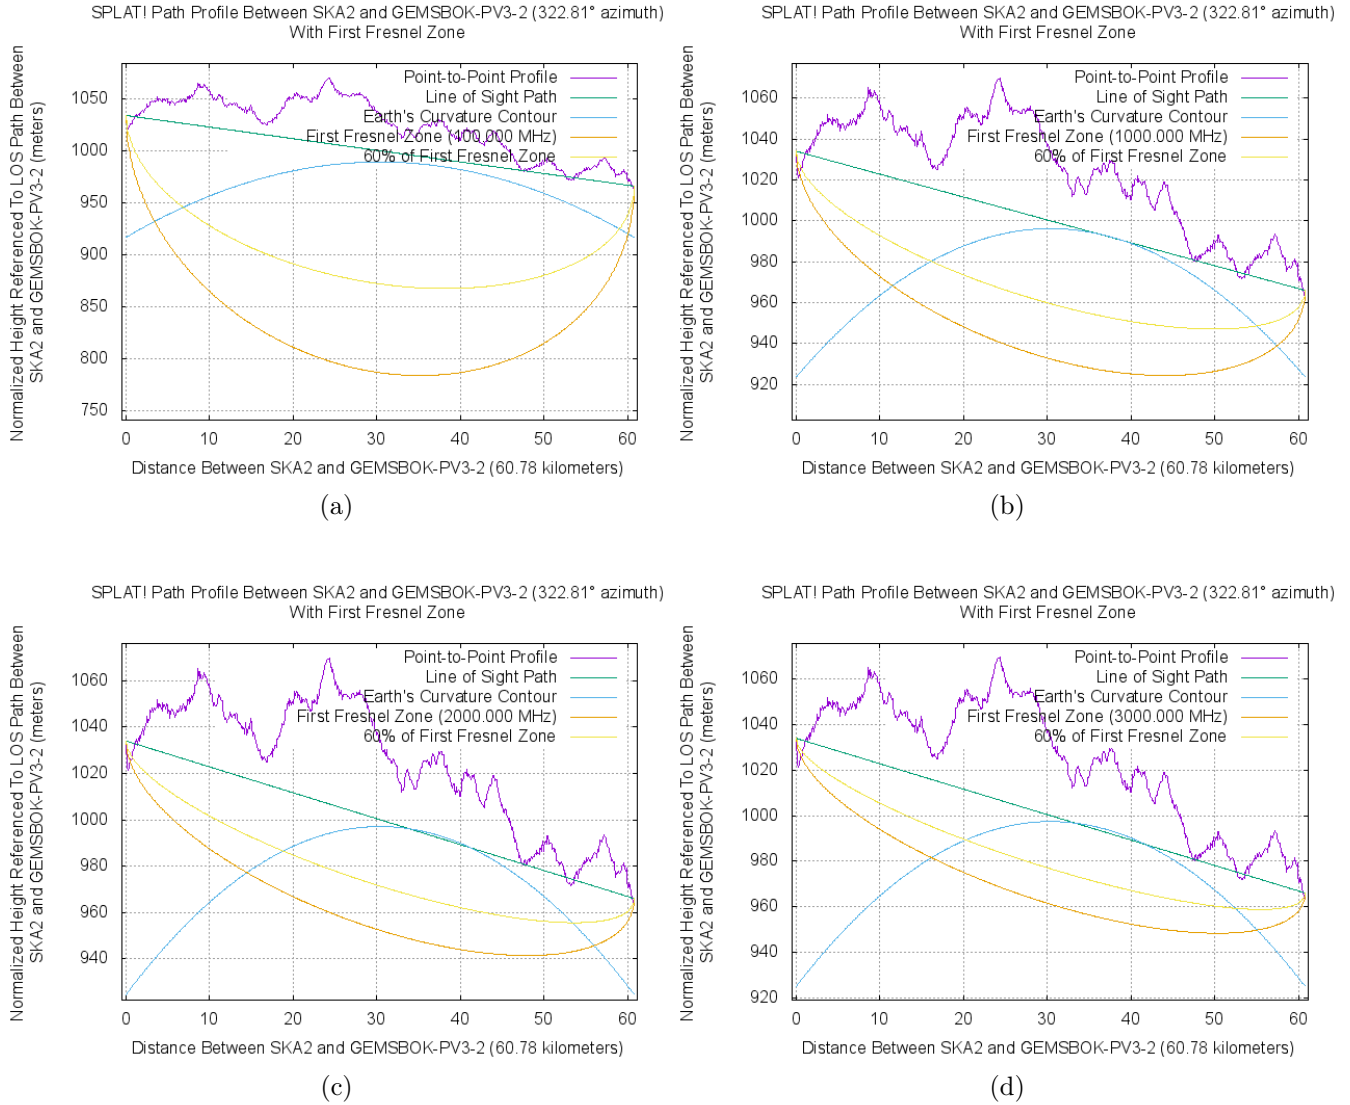 SPLAT! Path Profile Between SKA2 and GEMSBOK-PV3-2 (322.81° azimuth)
With First Fresnel Zone
Normalized Height Referenced To LOS Path Between
SKA2 and GEMSBOK-PV3-2 (meters)
Point-to-Point Profile
Line of Sight Path
Earth's Curvature Contour
First Fresnel Zone (100.000 MHz)
60% of First Fresnel Zone
1050
1000
950
900
850
800
750
0 10 20 30 40 50 60
Distance Between SKA2 and GEMSBOK-PV3-2 (60.78 kilometers)
(a)
SPLAT! Path Profile Between SKA2 and GEMSBOK-PV3-2 (322.81° azimuth)
With First Fresnel Zone
Normalized Height Referenced To LOS Path Between
SKA2 and GEMSBOK-PV3-2 (meters)
Point-to-Point Profile
Line of Sight Path
Earth's Curvature Contour
First Fresnel Zone (1000.000 MHz)
60% of First Fresnel Zone
1060
1040
1020
1000
980
960
940
920
0 10 20 30 40 50 60
Distance Between SKA2 and GEMSBOK-PV3-2 (60.78 kilometers)
(b)
SPLAT! Path Profile Between SKA2 and GEMSBOK-PV3-2 (322.81° azimuth)
With First Fresnel Zone
Normalized Height Referenced To LOS Path Between
SKA2 and GEMSBOK-PV3-2 (meters)
Point-to-Point Profile
Line of Sight Path
Earth's Curvature Contour
First Fresnel Zone (2000.000 MHz)
60% of First Fresnel Zone
1060
1040
1020
1000
980
960
940
0 10 20 30 40 50 60
Distance Between SKA2 and GEMSBOK-PV3-2 (60.78 kilometers)
(c)
SPLAT! Path Profile Between SKA2 and GEMSBOK-PV3-2 (322.81° azimuth)
With First Fresnel Zone
Normalized Height Referenced To LOS Path Between
SKA2 and GEMSBOK-PV3-2 (meters)
Point-to-Point Profile
Line of Sight Path
Earth's Curvature Contour
First Fresnel Zone (3000.000 MHz)
60% of First Fresnel Zone
1060
1040
1020
1000
980
960
940
920
0 10 20 30 40 50 60
Distance Between SKA2 and GEMSBOK-PV3-2 (60.78 kilometers)
(d)